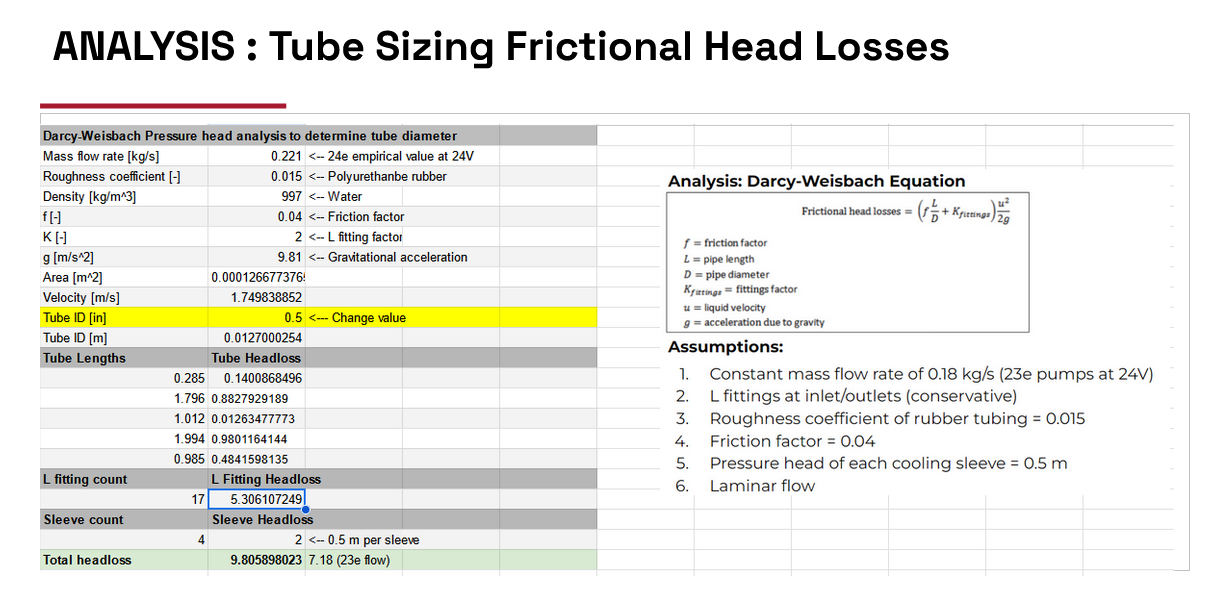 ANALYSIS : Tube Sizing Frictional Head Losses
Darcy-Weisbach Pressure head analysis to determine tube diameter
Mass flow rate [kg/s] 0.221 <-- 24e empirical value at 24V
Roughness coefficient [-] 0.015 <-- Polyurethanbe rubber
Density [kg/m^3] 997 <-- Water
f [-] 0.04 <-- Friction factor
K [-] 2 <-- L fitting factor
g [m/s^2] 9.81 <-- Gravitational acceleration
Area [m^2] 0.000126677376
Velocity [m/s] 1.749838852
Tube ID [in] 0.5 <--- Change value
Tube ID [m] 0.0127000254
Tube Lengths Tube Headloss
0.285 0.1400868496
1.796 0.8827929189
1.012 0.01263477773
1.994 0.9801164144
0.985 0.4841598135
L fitting count L Fitting Headloss
17 5.306107249
Sleeve count Sleeve Headloss
4 2 <-- 0.5 m per sleeve
Total headloss 9.805898023 7.18 (23e flow)
Analysis: Darcy-Weisbach Equation
Frictional head losses = (f L/D + K_fittings) u²/2g
f = friction factor
L = pipe length
D = pipe diameter
K_fittings = fittings factor
u = liquid velocity
g = acceleration due to gravity
Assumptions:
1. Constant mass flow rate of 0.18 kg/s (23e pumps at 24V)
2. L fittings at inlet/outlets (conservative)
3. Roughness coefficient of rubber tubing = 0.015
4. Friction factor = 0.04
5. Pressure head of each cooling sleeve = 0.5 m
6. Laminar flow